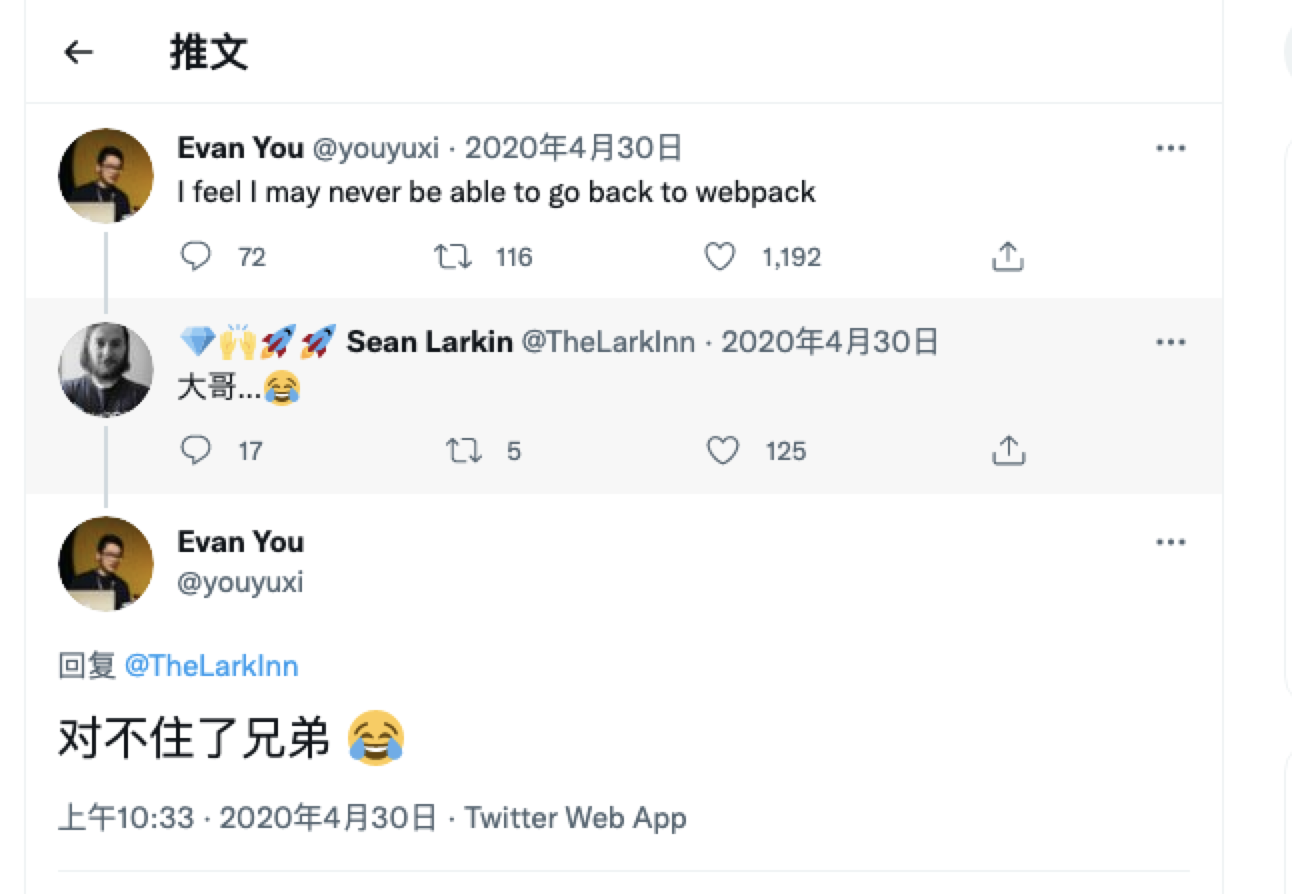 推文
Evan You @youyuxi · 2020年4月30日
I feel I may never be able to go back to webpack
72 116 1,192
💎🙌🚀🚀 Sean Larkin @TheLarkInn · 2020年4月30日
大哥...😂
17 5 125
Evan You
@youyuxi
回复 @TheLarkInn
对不住了兄弟 😂
上午10:33 · 2020年4月30日 · Twitter Web App